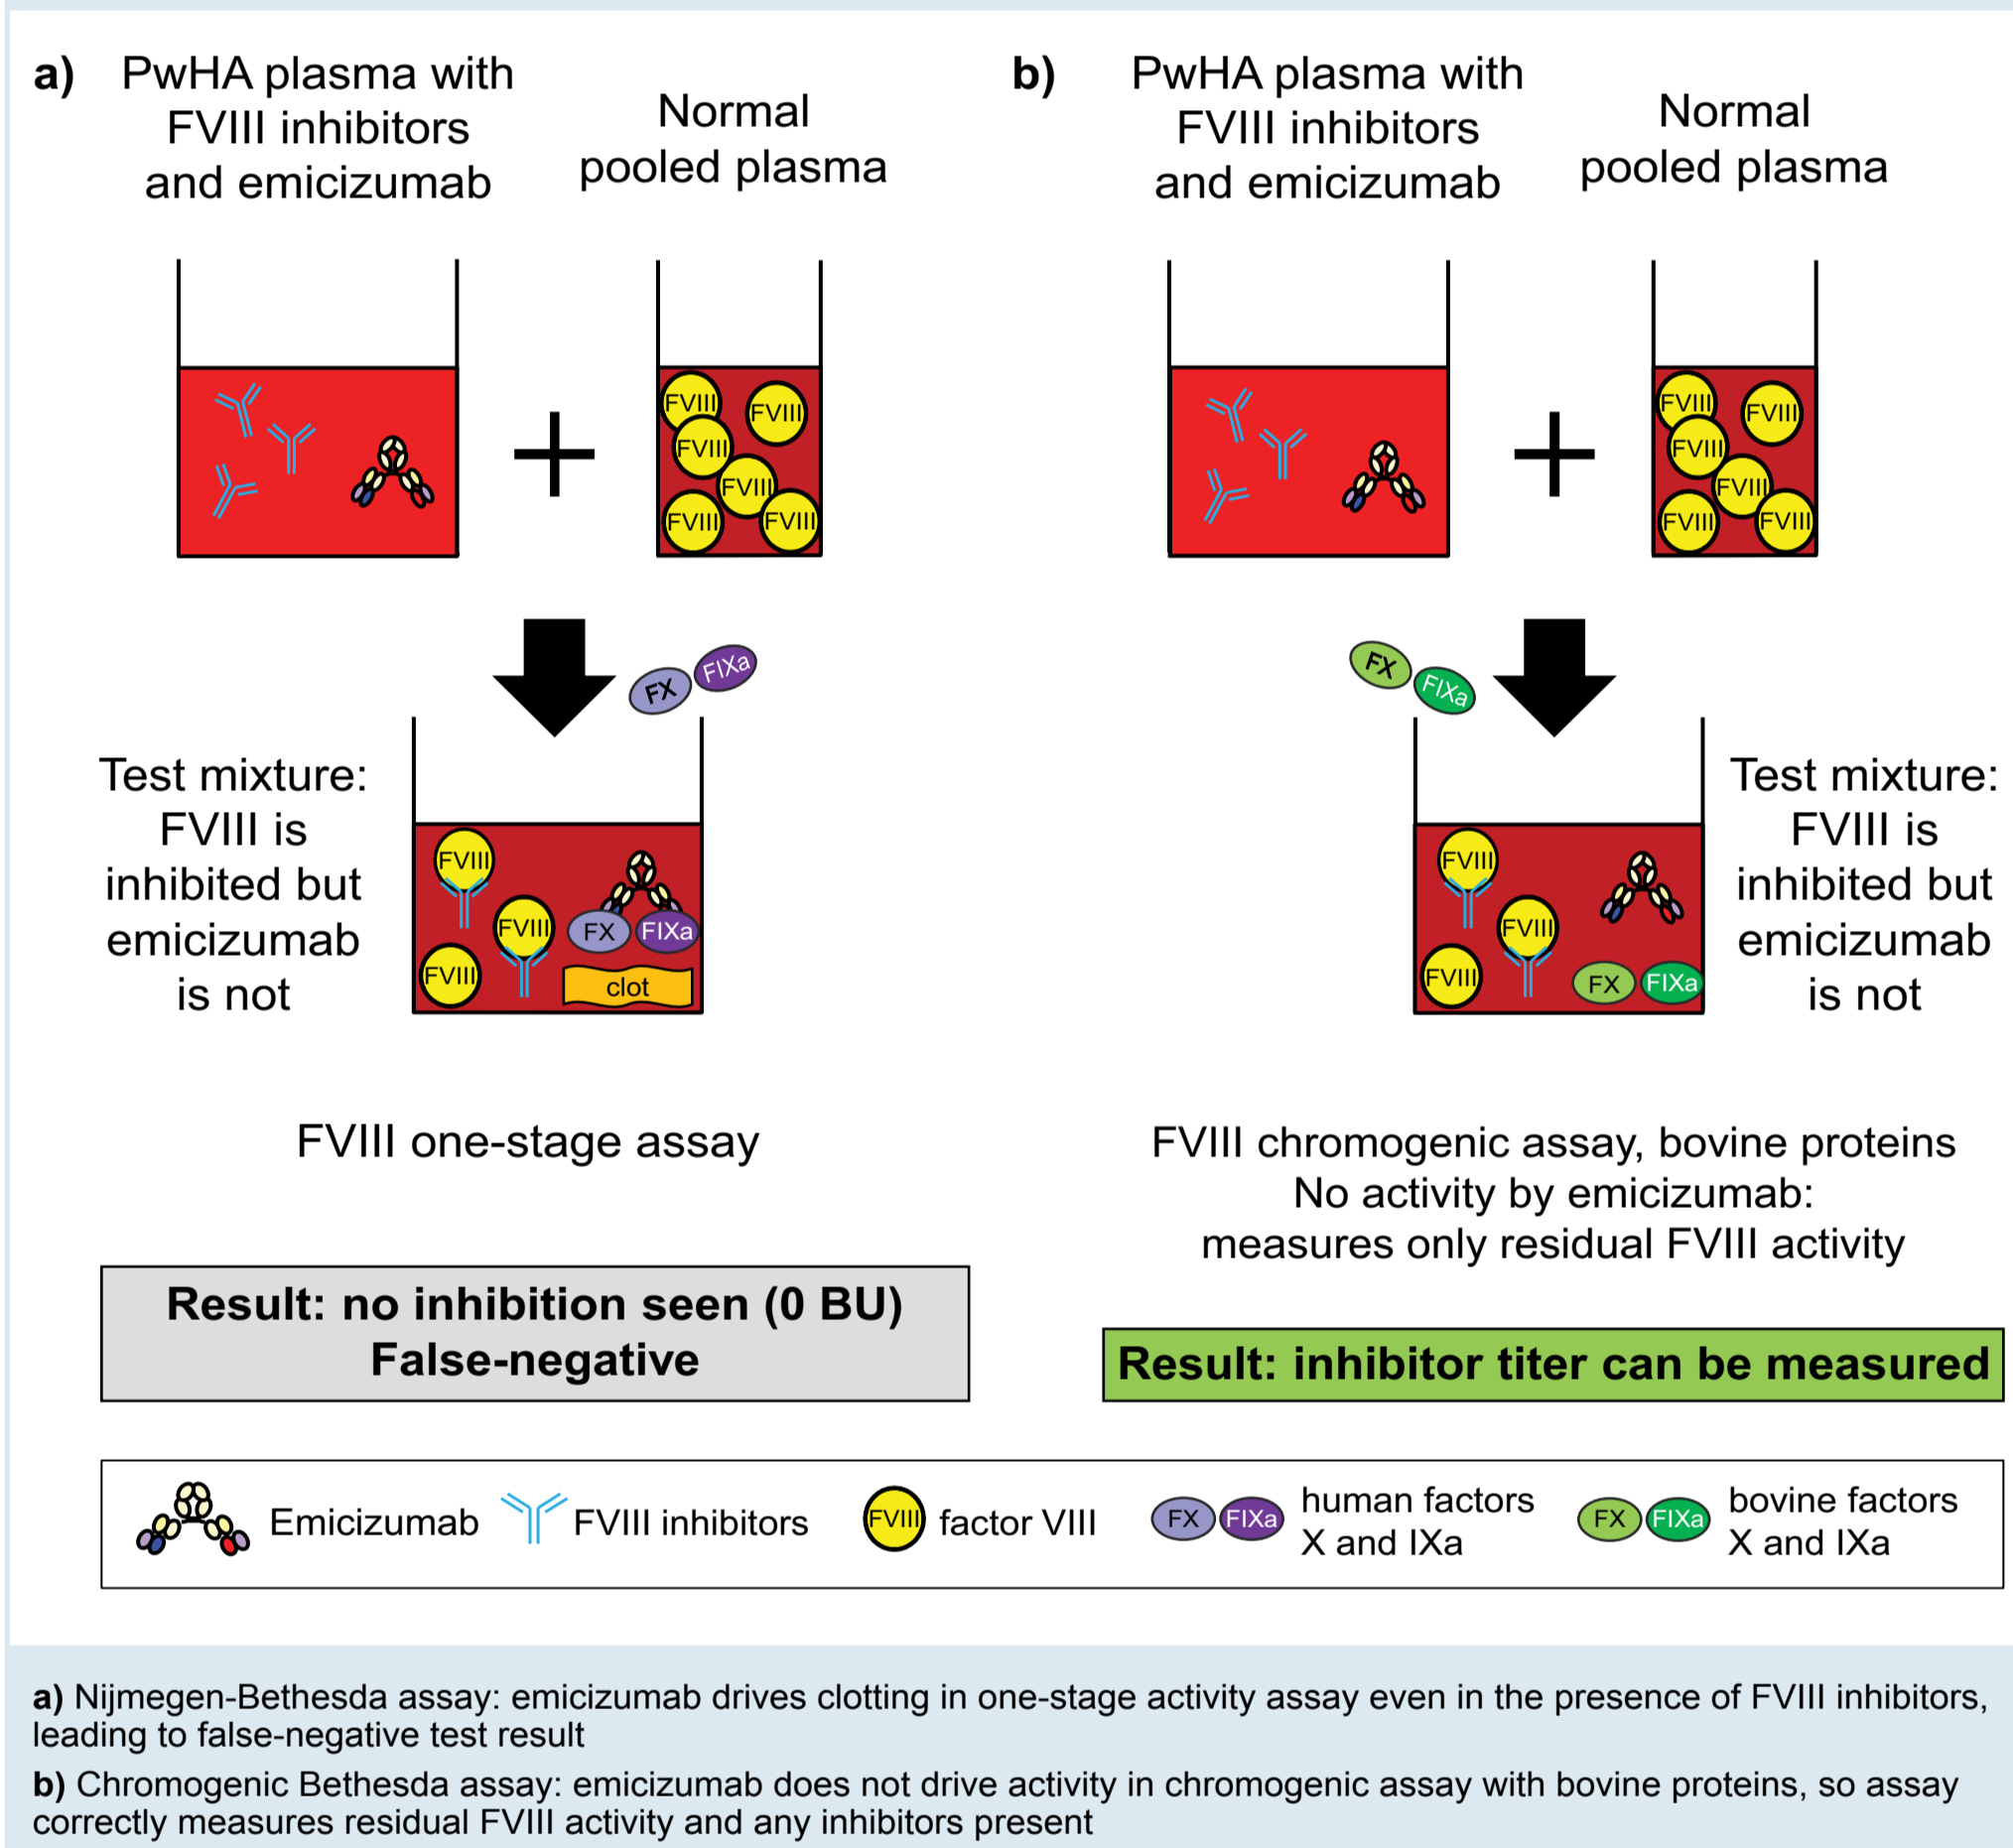 a) PwHA plasma with
FVIII inhibitors
and emicizumab
Normal
pooled plasma
FVIII
FVIII
FVIII
FVIII
FVIII
FVIII
FX
FIXa
Test mixture:
FVIII is
inhibited but
emicizumab
is not
FVIII
FVIII
FVIII
FX
FIXa
clot
FVIII one-stage assay
Result: no inhibition seen (0 BU)
False-negative
b) PwHA plasma with
FVIII inhibitors
and emicizumab
Normal
pooled plasma
FVIII
FVIII
FVIII
FVIII
FVIII
FVIII
FX
FIXa
FVIII
FVIII
FVIII
FX
FIXa
Test mixture:
FVIII is
inhibited but
emicizumab
is not
FVIII chromogenic assay, bovine proteins
No activity by emicizumab:
measures only residual FVIII activity
Result: inhibitor titer can be measured
Emicizumab
FVIII inhibitors
FVIII
factor VIII
FX
FIXa
human factors
X and IXa
FX
FIXa
bovine factors
X and IXa
a) Nijmegen-Bethesda assay: emicizumab drives clotting in one-stage activity assay even in the presence of FVIII inhibitors,
leading to false-negative test result
b) Chromogenic Bethesda assay: emicizumab does not drive activity in chromogenic assay with bovine proteins, so assay
correctly measures residual FVIII activity and any inhibitors present